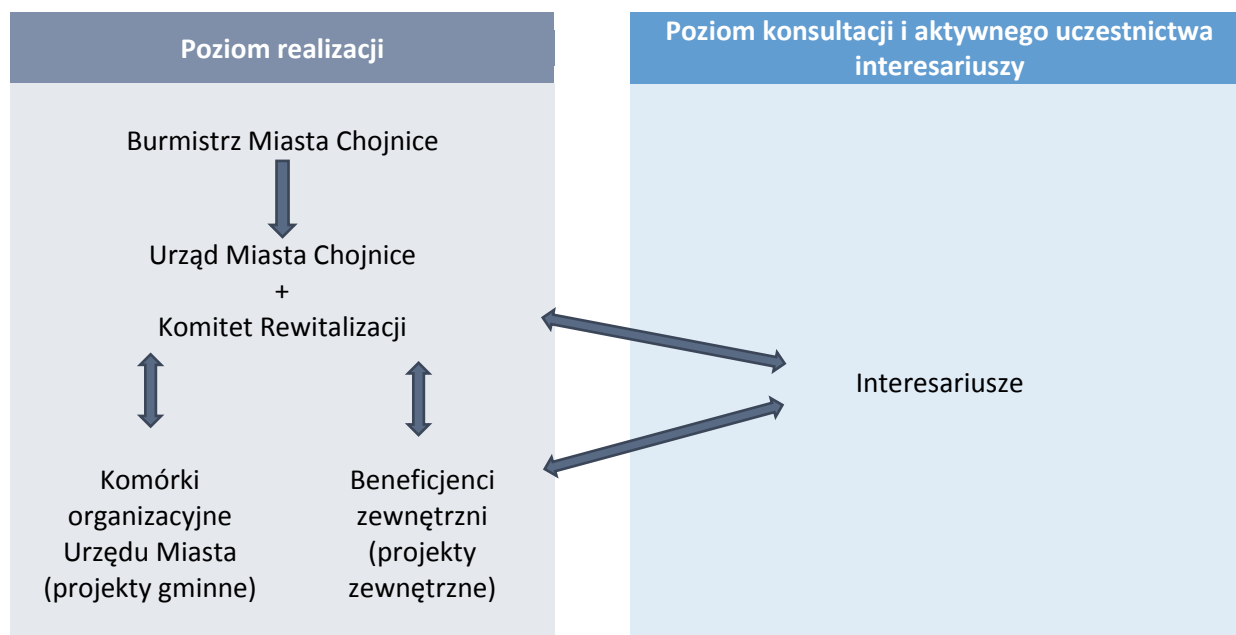 Poziom realizacji
Poziom konsultacji i aktywnego uczestnictwa
interesariuszy
Burmistrz Miasta Chojnice
Urząd Miasta Chojnice
+
Komitet Rewitalizacji
Interesariusze
Komórki
organizacyjne
Urzędu Miasta
(projekty gminne)
Beneficjenci
zewnętrzni
(projekty
zewnętrzne)